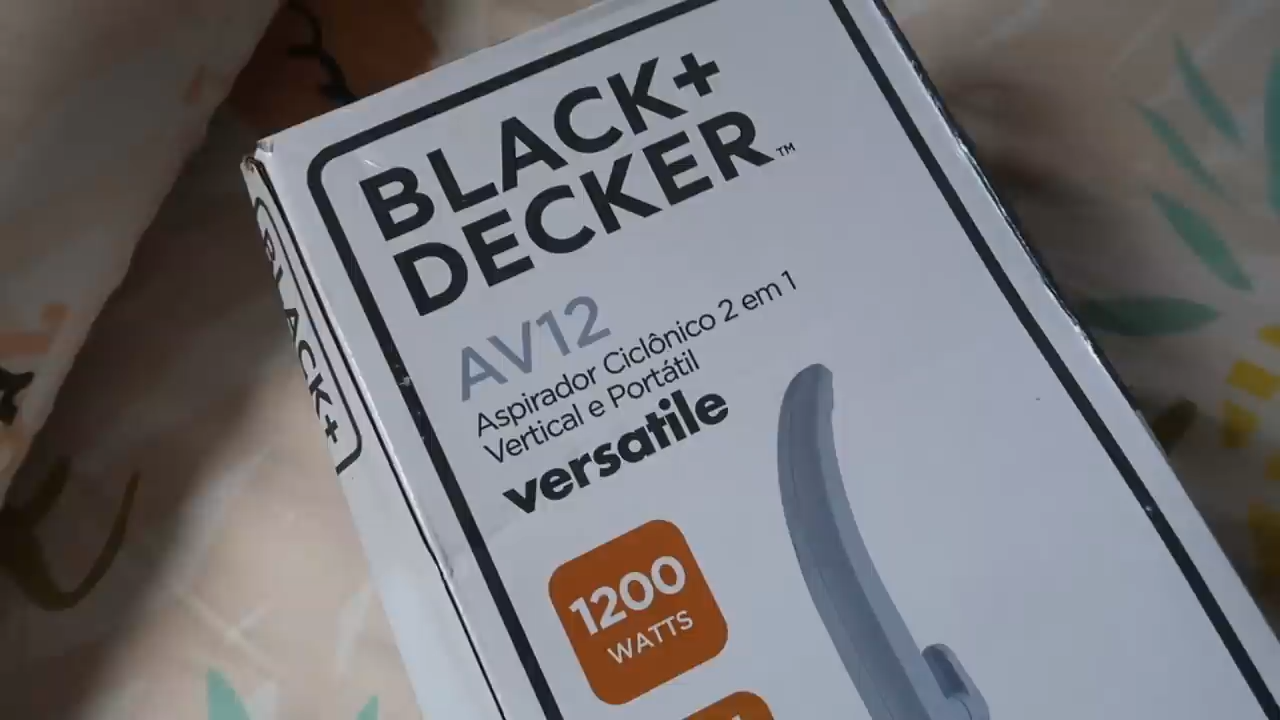 BLACK+
DECKER™
AV12
Aspirador Ciclônico 2 em 1
Vertical e Portátil
versatile
1200
WATTS
BLACK+